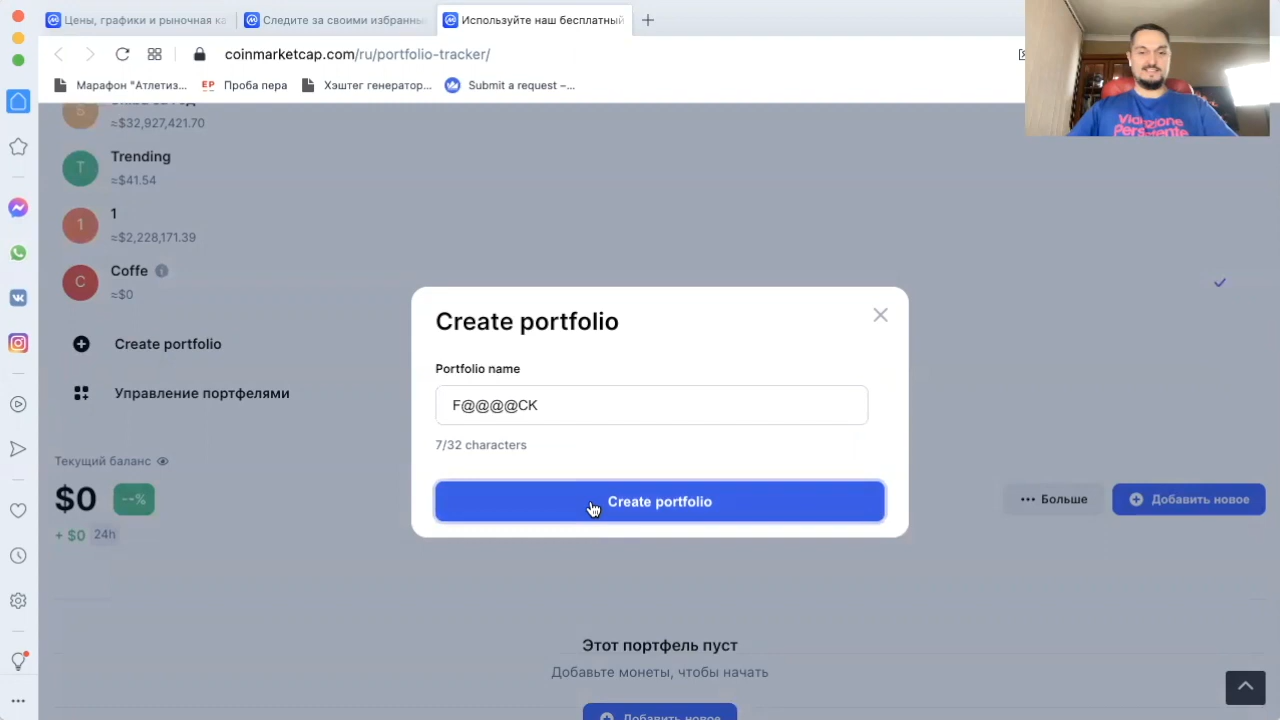 Цены, графики и рыночная ка
Следите за своими избранны
Используйте наш бесплатный
coinmarketcap.com/ru/portfolio-tracker/
Марафон "Атлетиз...
EP
Проба пера
Хэштег генератор...
Submit a request –...
≈$32,927,421.70
T
Trending
≈$41.54
1
1
≈$2,228,171.39
C
Coffe
≈$0
Create portfolio
Управление портфелями
Текущий баланс
$0
--%
+ $0
24h
Create portfolio
Portfolio name
F@@@@CK
7/32 characters
Create portfolio
Больше
Добавить новое
Этот портфель пуст
Добавьте монеты, чтобы начать
Добавить новое